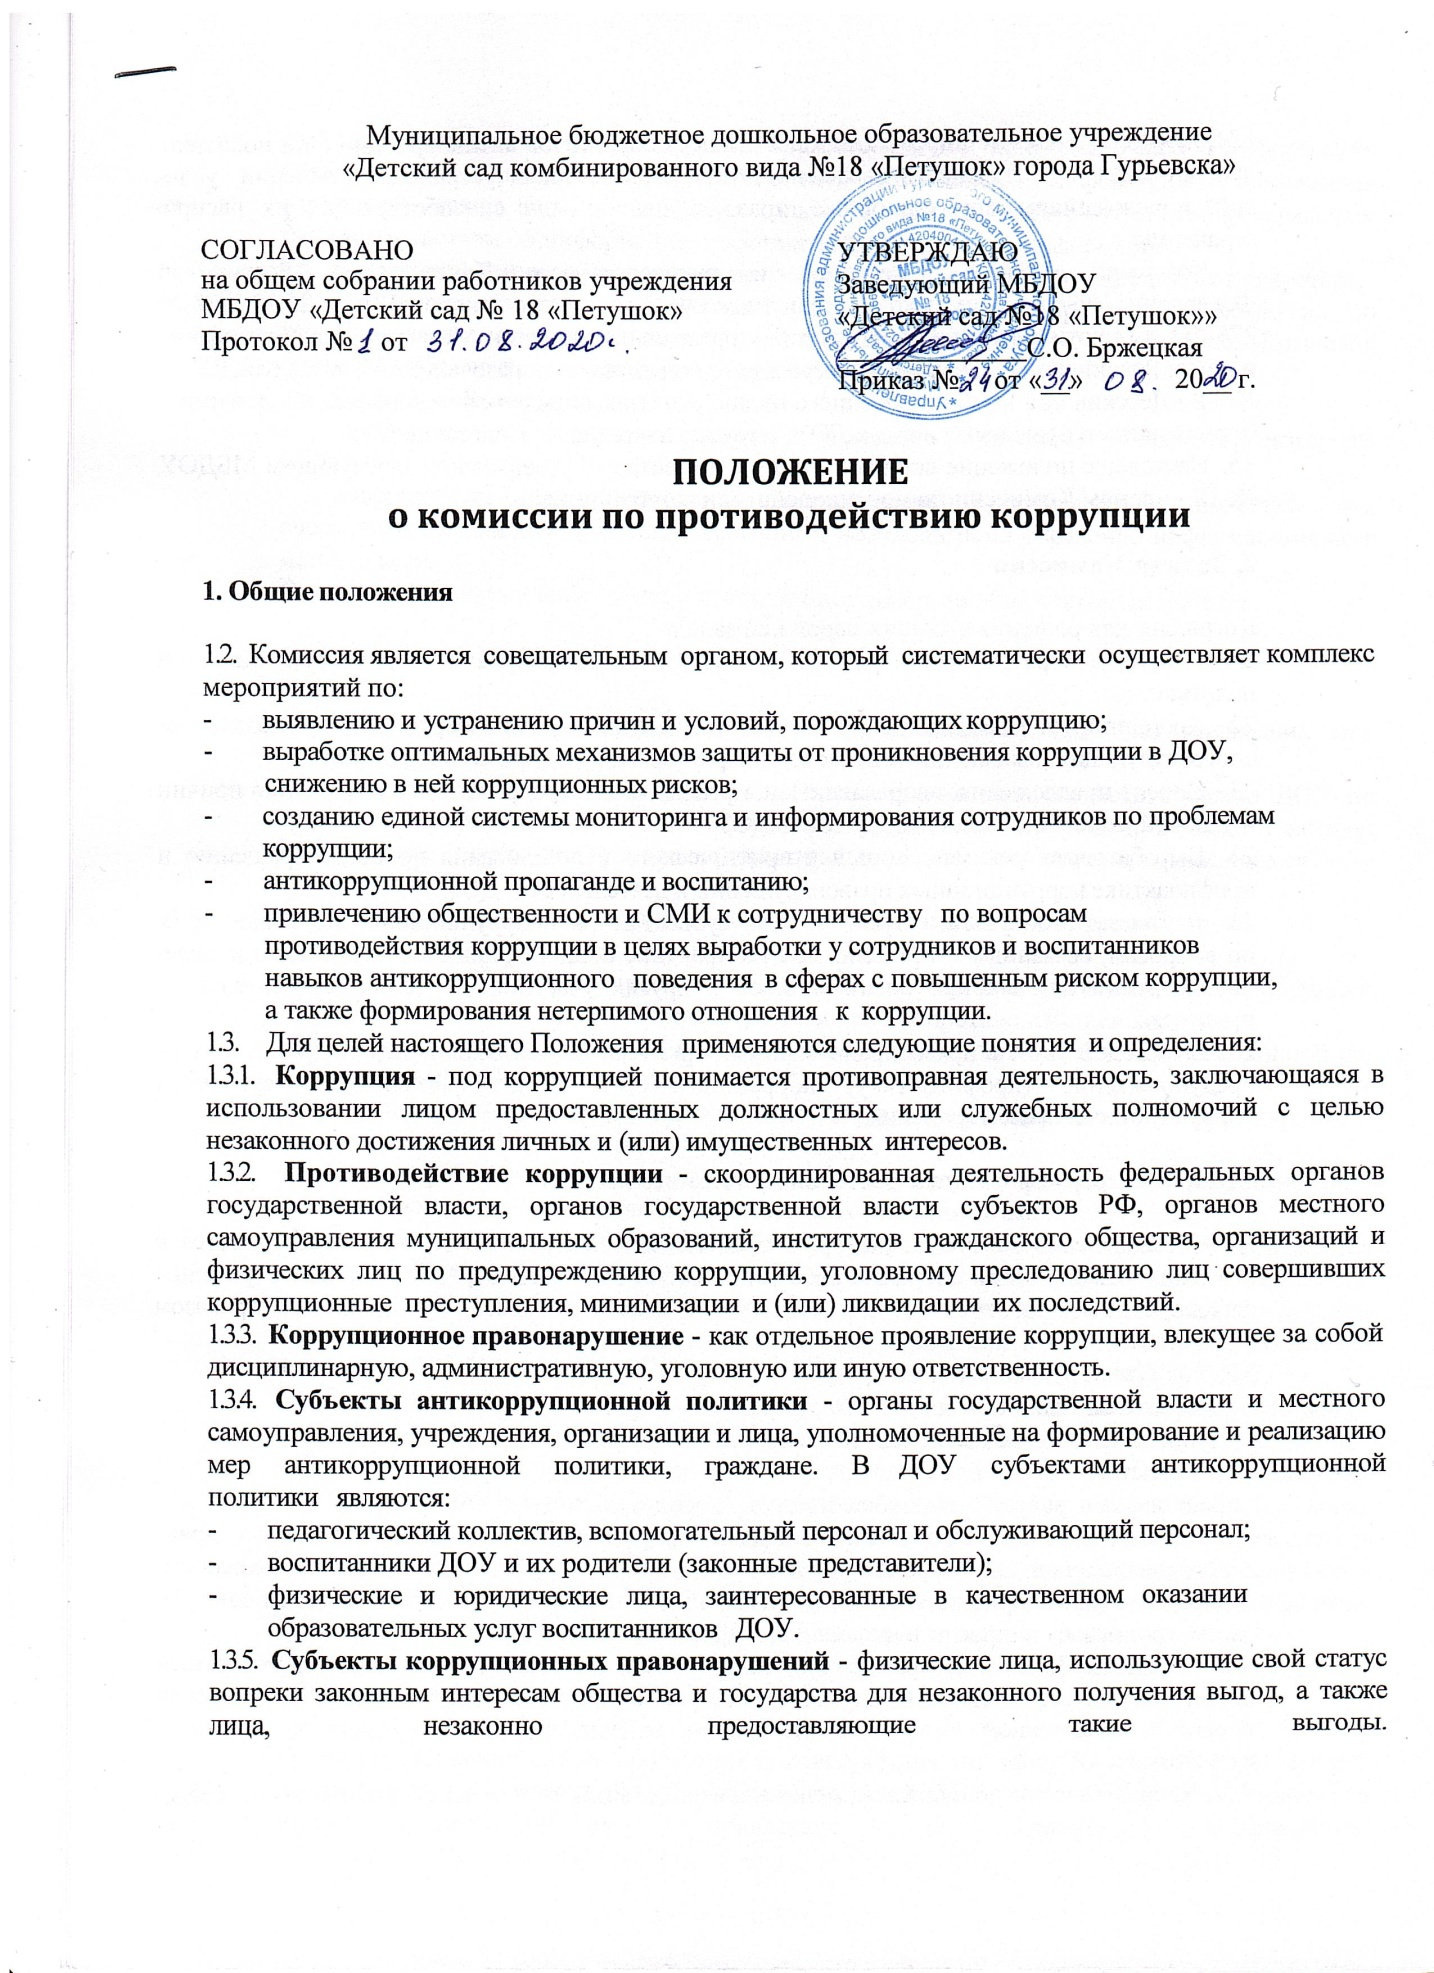 Муниципальное бюджетное дошкольное образовательное учреждение
«Детский сад комбинированного вида №18 «Петушок» города Гурьевска»
СОГЛАСОВАНО
на общем собрании работников учреждения
МБДОУ «Детский сад № 18 «Петушок»
Протокол № 1 от 31.08.2020.
УТВЕРЖДАЮ
Заведующий МБДОУ
«Детский сад №18 «Петушок»»
С.О. Бржецкая
Приказ № 24 от «31» 08. 2020 г.
ПОЛОЖЕНИЕ
о комиссии по противодействию коррупции
1. Общие положения
1.2. Комиссия является совещательным органом, который систематически осуществляет комплекс
мероприятий по:
- выявлению и устранению причин и условий, порождающих коррупцию;
- выработке оптимальных механизмов защиты от проникновения коррупции в ДОУ,
снижению в ней коррупционных рисков;
- созданию единой системы мониторинга и информирования сотрудников по проблемам
коррупции;
- антикоррупционной пропаганде и воспитанию;
- привлечению общественности и СМИ к сотрудничеству по вопросам
противодействия коррупции в целях выработки у сотрудников и воспитанников
навыков антикоррупционного поведения в сферах с повышенным риском коррупции,
а также формирования нетерпимого отношения к коррупции.
1.3. Для целей настоящего Положения применяются следующие понятия и определения:
1.3.1. Коррупция - под коррупцией понимается противоправная деятельность, заключающаяся в
использовании лицом предоставленных должностных или служебных полномочий с целью
незаконного достижения личных и (или) имущественных интересов.
1.3.2. Противодействие коррупции - скоординированная деятельность федеральных органов
государственной власти, органов государственной власти субъектов РФ, органов местного
самоуправления муниципальных образований, институтов гражданского общества, организаций и
физических лиц по предупреждению коррупции, уголовному преследованию лиц совершивших
коррупционные преступления, минимизации и (или) ликвидации их последствий.
1.3.3. Коррупционное правонарушение - как отдельное проявление коррупции, влекущее за собой
дисциплинарную, административную, уголовную или иную ответственность.
1.3.4. Субъекты антикоррупционной политики - органы государственной власти и местного
самоуправления, учреждения, организации и лица, уполномоченные на формирование и реализацию
мер антикоррупционной политики, граждане. В ДОУ субъектами антикоррупционной
политики являются:
- педагогический коллектив, вспомогательный персонал и обслуживающий персонал;
- воспитанники ДОУ и их родители (законные представители);
- физические и юридические лица, заинтересованные в качественном оказании
образовательных услуг воспитанников ДОУ.
1.3.5. Субъекты коррупционных правонарушений - физические лица, использующие свой статус
вопреки законным интересам общества и государства для незаконного получения выгод, а также
лица, незаконно предоставляющие такие выгоды.